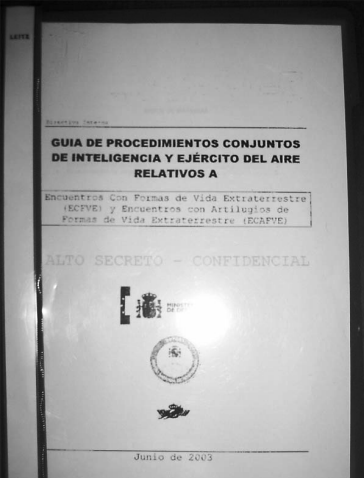 GUIA DE PROCEDIMIENTOS CONJUNTOS
DE INTELIGENCIA Y EJÉRCITO DEL AIRE
RELATIVOS A
Encuentros Con Formas de Vida Extraterrestre
(ECFVE) y Encuentros con Artilugios de
Formas de Vida Extraterrestre (ECAFVE)
ALTO SECRETO - CONFIDENCIAL
Junio de 2003